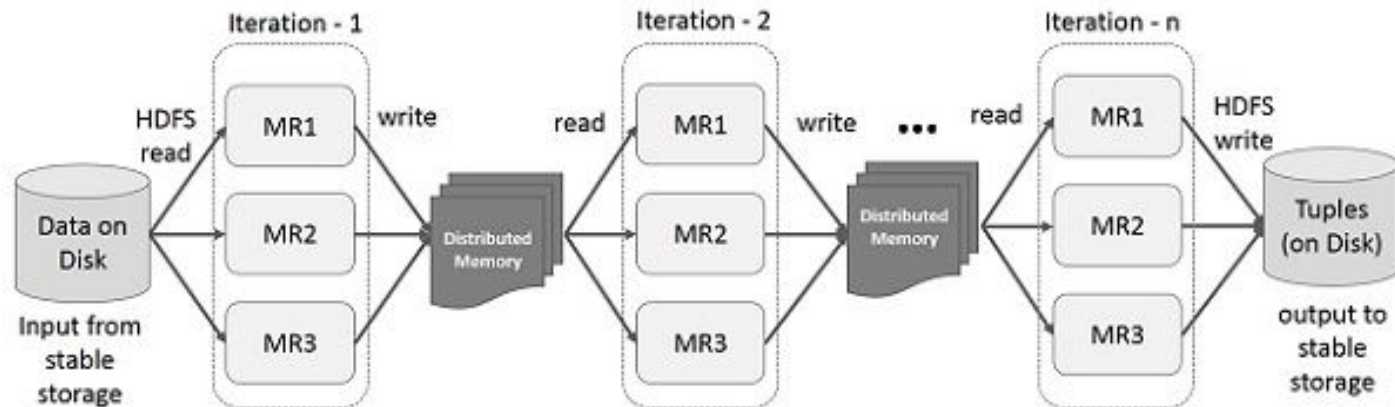 Iteration - 1
Iteration - 2
Iteration - n
HDFS
read
MR1
MR2
MR3
write
read
MR1
MR2
MR3
write
...
read
MR1
MR2
MR3
HDFS
write
Data on
Disk
Input from
stable
storage
Distributed
Memory
Distributed
Memory
Tuples
(on Disk)
output to
stable
storage